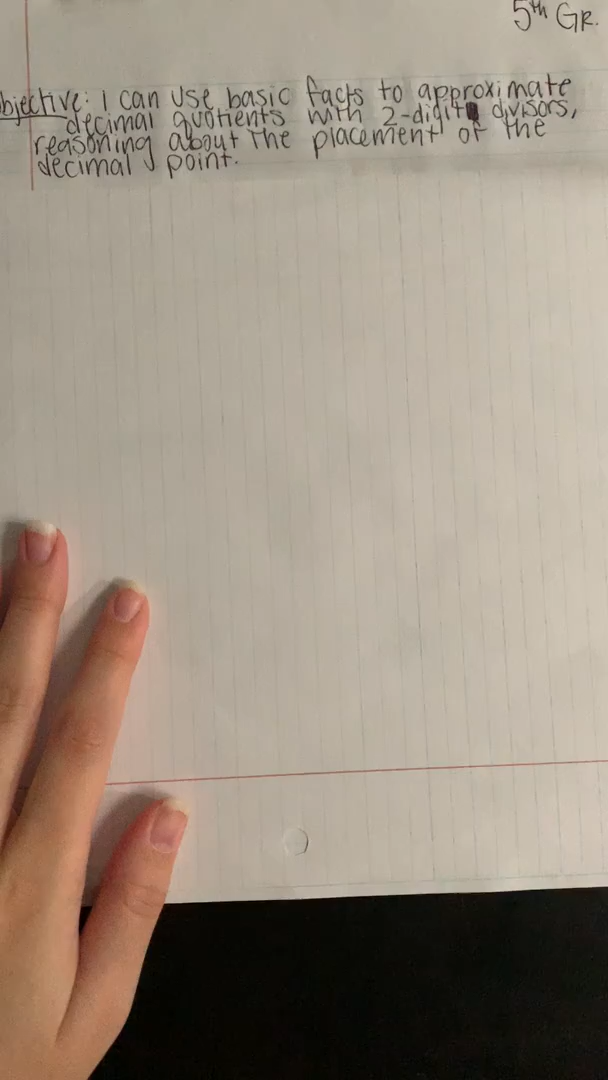 5th GR.
bjective: I can use basic facts to approximate
decimal quotients with 2-digit divisors,
reasoning about the placement of the
decimal point.